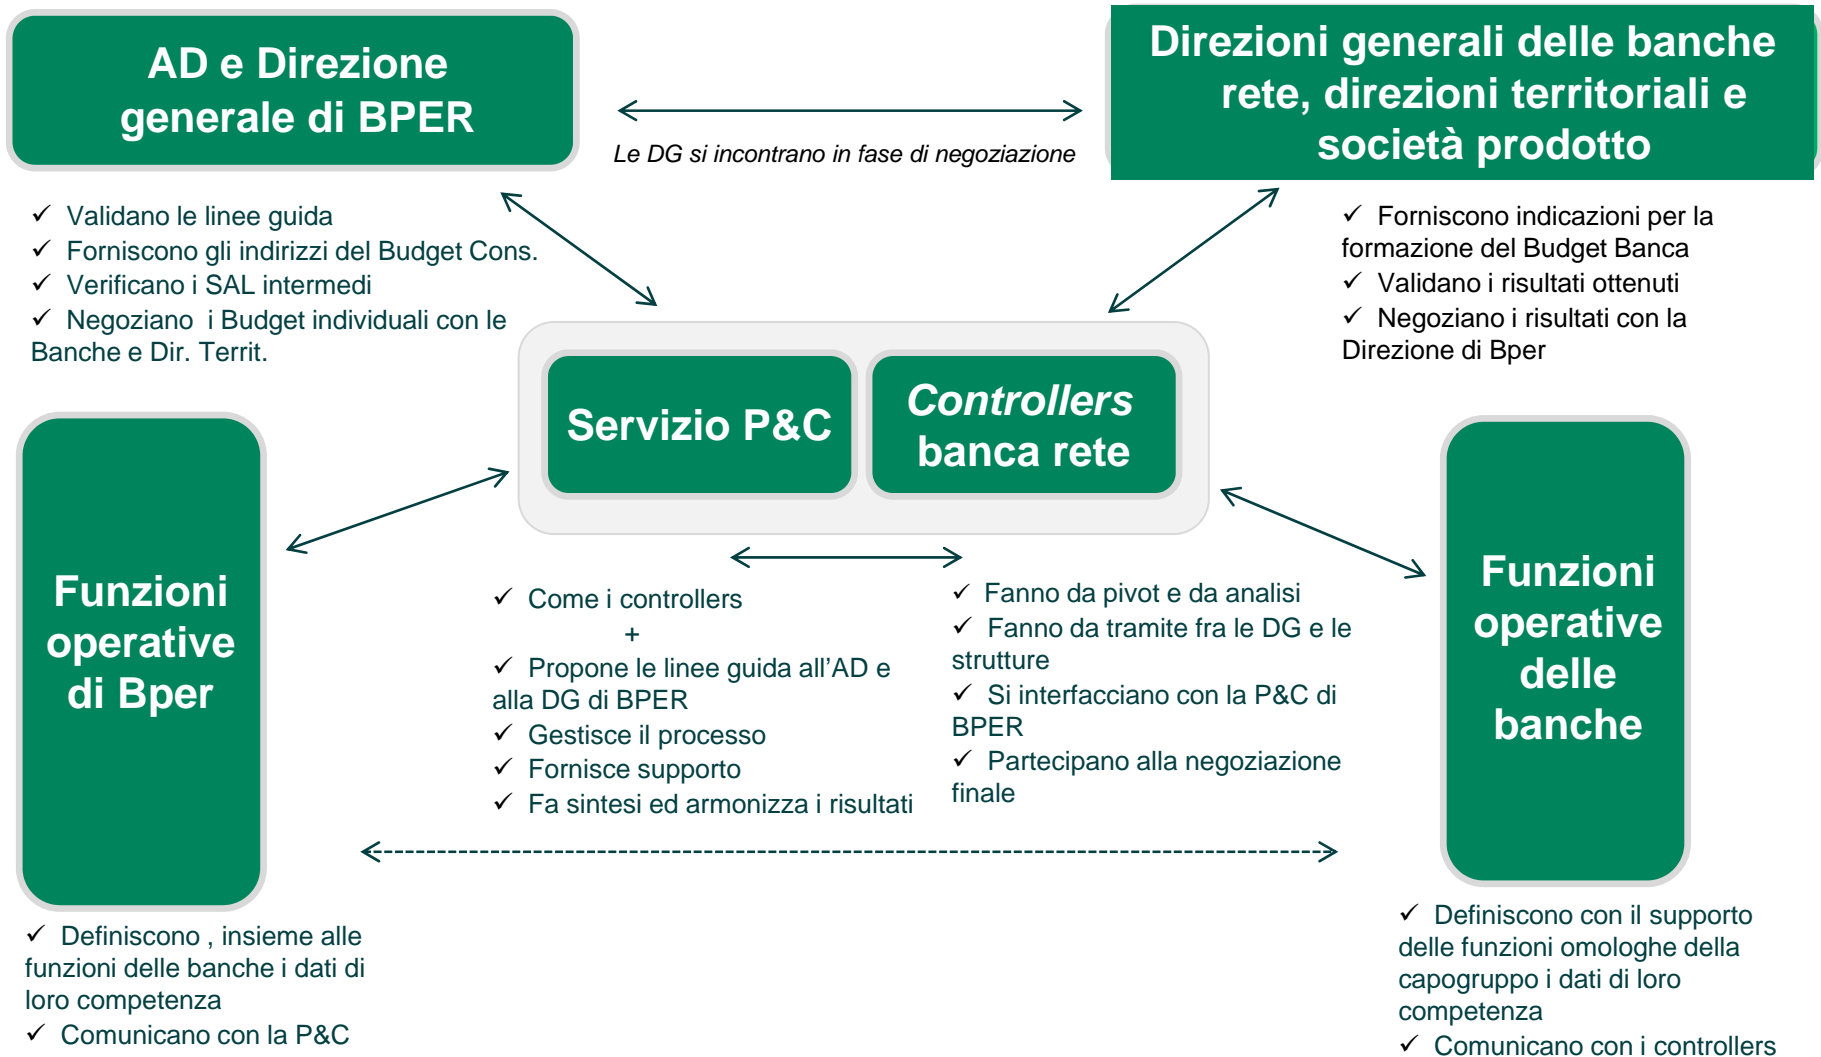 AD e Direzione
generale di BPER
Direzioni generali delle banche
rete, direzioni territoriali e
società prodotto
Le DG si incontrano in fase di negoziazione
✓ Validano le linee guida
✓ Forniscono gli indirizzi del Budget Cons.
✓ Verificano i SAL intermedi
✓ Negoziano i Budget individuali con le
Banche e Dir. Territ.
✓ Forniscono indicazioni per la
formazione del Budget Banca
✓ Validano i risultati ottenuti
✓ Negoziano i risultati con la
Direzione di Bper
Servizio P&C
Controllers
banca rete
Funzioni
operative
di Bper
✓ Come i controllers
+
✓ Propone le linee guida all’AD e
alla DG di BPER
✓ Gestisce il processo
✓ Fornisce supporto
✓ Fa sintesi ed armonizza i risultati
✓ Fanno da pivot e da analisi
✓ Fanno da tramite fra le DG e le
strutture
✓ Si interfacciano con la P&C di
BPER
✓ Partecipano alla negoziazione
finale
Funzioni
operative
delle
banche
✓ Definiscono , insieme alle
funzioni delle banche i dati di
loro competenza
✓ Comunicano con la P&C
✓ Definiscono con il supporto
delle funzioni omologhe della
capogruppo i dati di loro
competenza
✓ Comunicano con i controllers